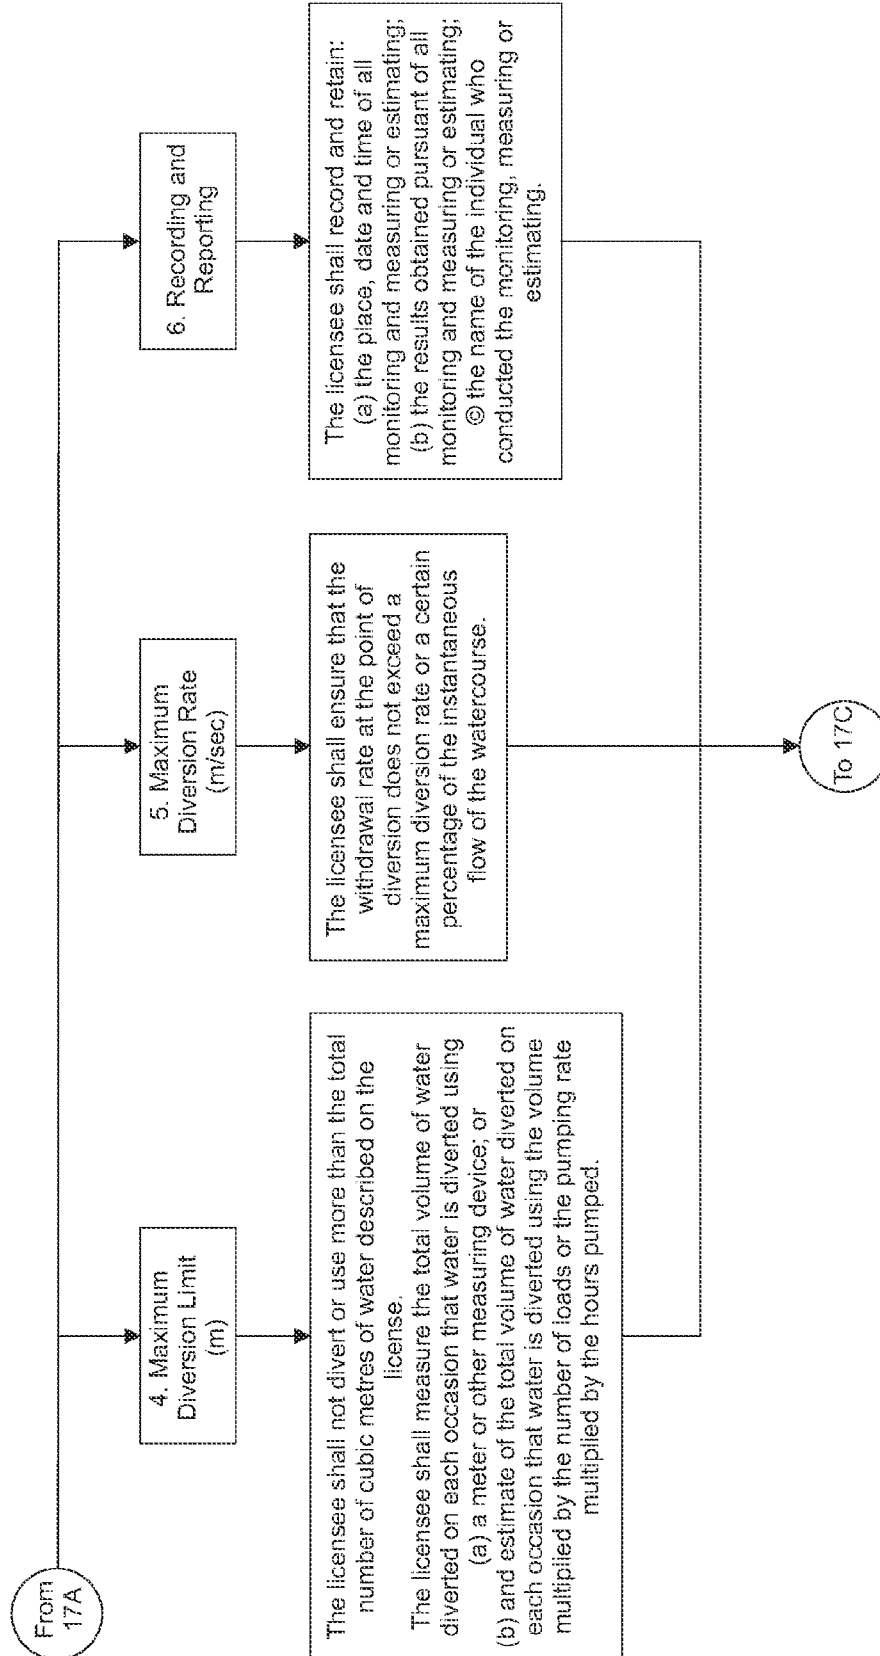 From
17A
4. Maximum
Diversion Limit
(m)
The licensee shall not divert or use more than the total
number of cubic metres of water described on the
license.
The licensee shall measure the total volume of water
diverted on each occasion that water is diverted using
(a) a meter or other measuring device; or
(b) and estimate of the total volume of water diverted on
each occasion that water is diverted using the volume
multiplied by the number of loads or the pumping rate
multiplied by the hours pumped.
5. Maximum
Diversion Rate
(m/sec)
The licensee shall ensure that the
withdrawal rate at the point of
diversion does not exceed a
maximum diversion rate or a certain
percentage of the instantaneous
flow of the watercourse.
6. Recording and
Reporting
The licensee shall record and retain:
(a) the place, date and time of all
monitoring and measuring or estimating;
(b) the results obtained pursuant of all
monitoring and measuring or estimating;
© the name of the individual who
conducted the monitoring, measuring or
estimating.
To 17C